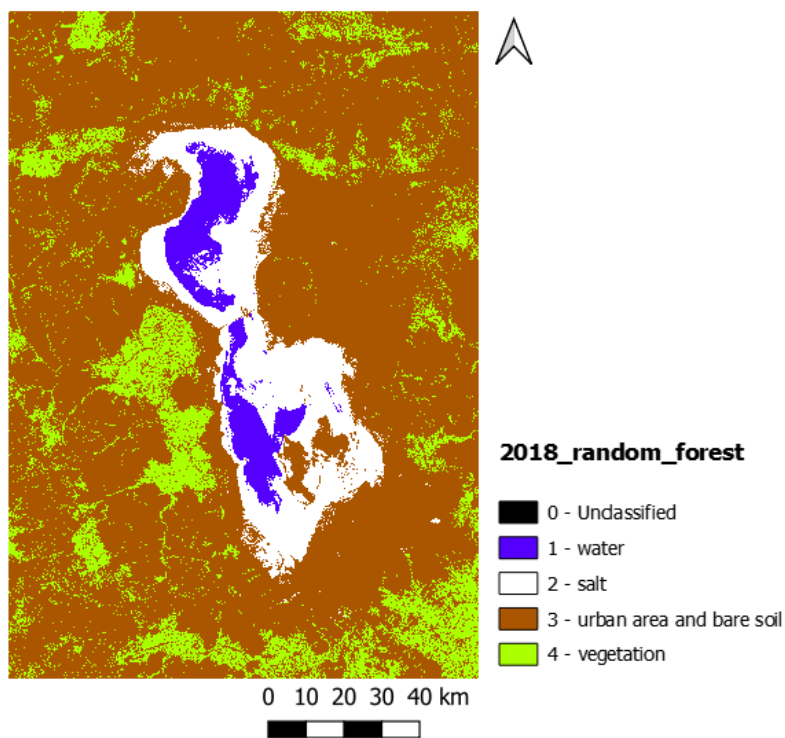 2018_random_forest
0 - Unclassified
1 - water
2 - salt
3 - urban area and bare soil
4 - vegetation
0 10 20 30 40 km